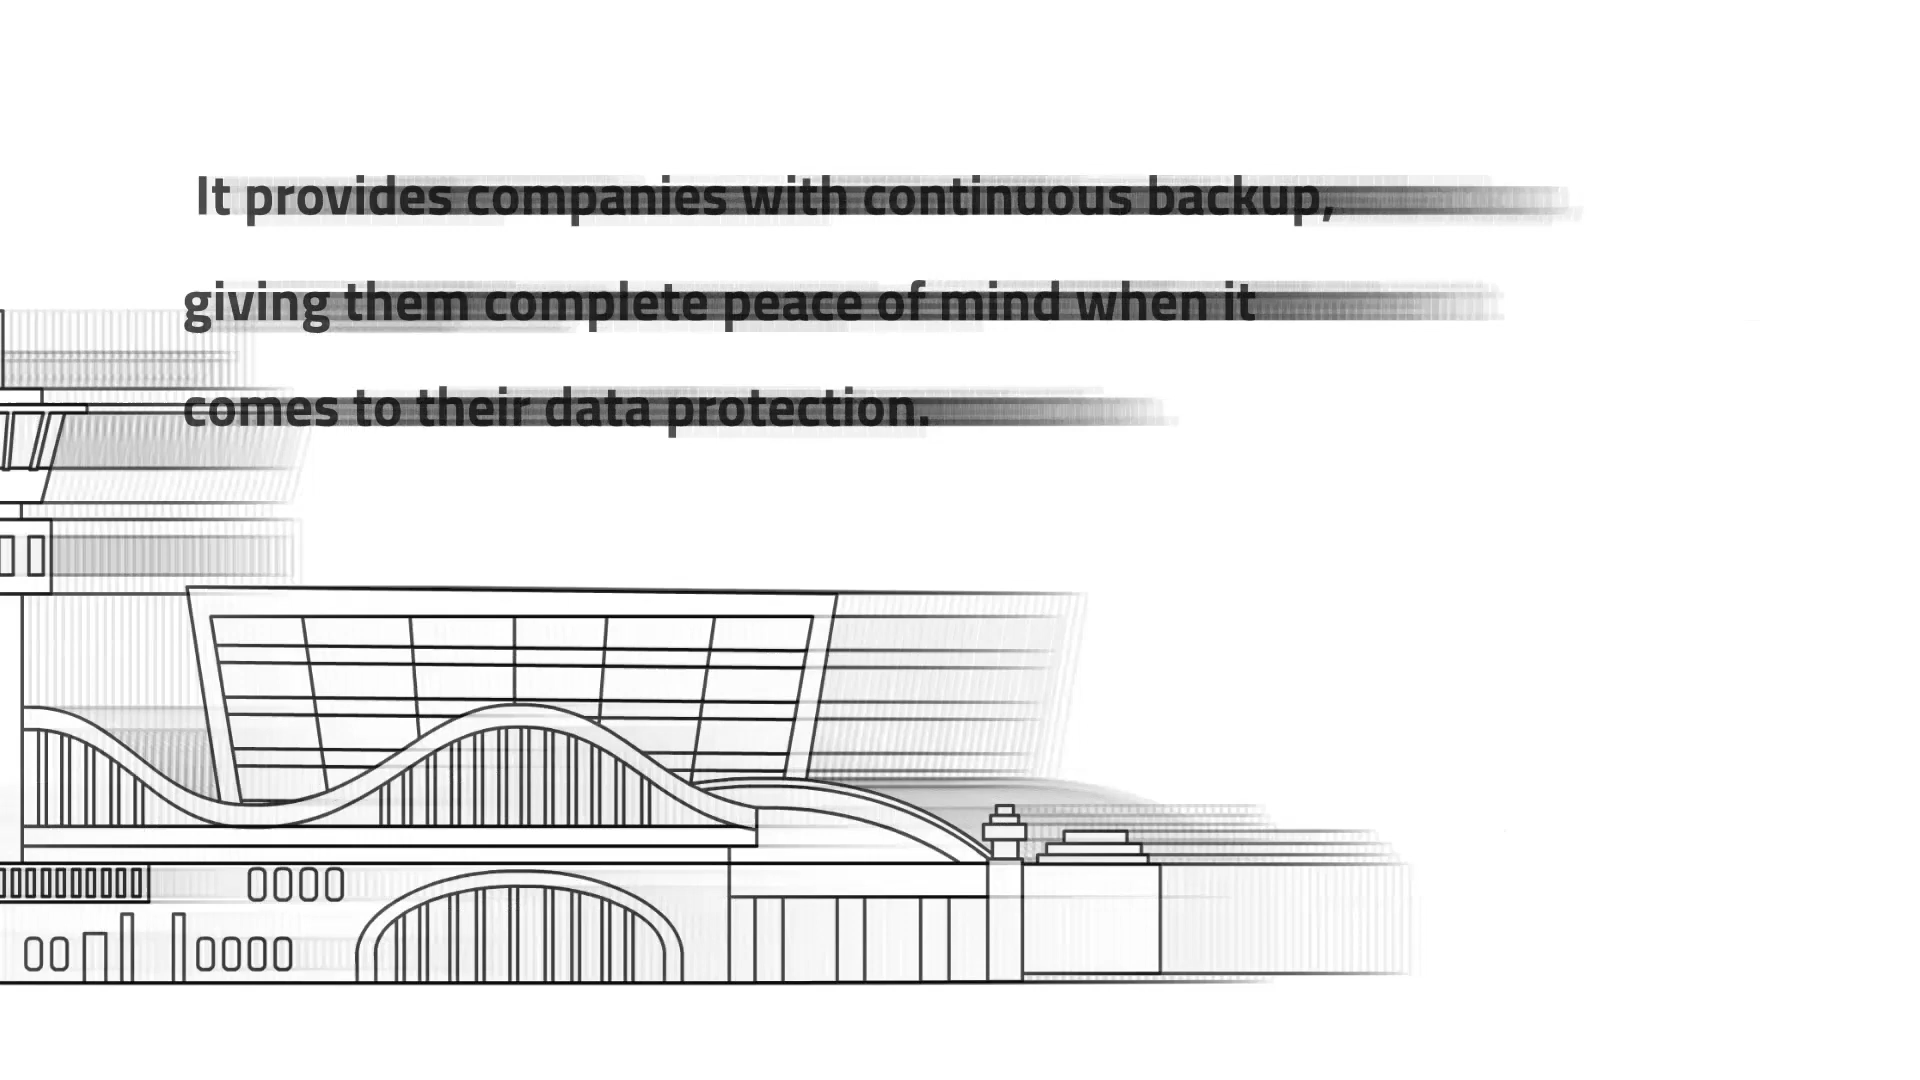 It provides companies with continuous backup,
giving them complete peace of mind when it
comes to their data protection.